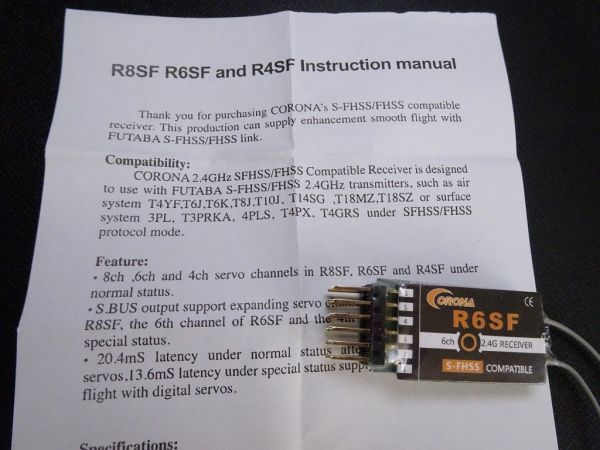 R8SF R6SF and R4SF Instruction manual
Thank you for purchasing CORONA's S-FHSS/FHSS compatible
receiver. This production can supply enhancement smooth flight with
FUTABA S-FHSS/FHSS link.
Compatibility:
CORONA 2.4GHz SFHSS/FHSS Compatible Receiver is designed
to use with FUTABA S-FHSS/FHSS 2.4GHz transmitters, such as air
system T4YF,T6J,T6K,T8J,T10J, T14SG ,T18MZ,T18SZ or surface
system 3PL, T3PRKA, 4PLS, T4PX, T4GRS under SFHSS/FHSS
protocol mode.
Feature:
· 8ch ,6ch and 4ch servo channels in R8SF, R6SF and R4SF under
normal status.
· S.BUS output support expanding servo
R8SF, the 6th channel of R6SF and the
special status.
· 20.4ms latency under normal status
servos,13.6ms latency under special status
flight with digital servos.
Specifications:
CORONA
CE
R6SF
6ch 2.4G RECEIVER
S-FHSS COMPATIBLE